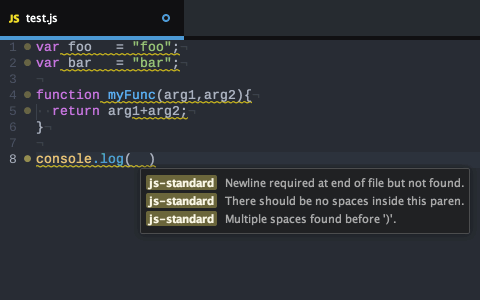 JS test.js
1 var foo   = "foo";¬
2 var bar   = "bar";¬
3 ¬
4 function myFunc(arg1,arg2){¬
5 ··return arg1+arg2;¬
6 }¬
7 ¬
8 console.log(  )
js-standard Newline required at end of file but not found.
js-standard There should be no spaces inside this paren.
js-standard Multiple spaces found before ')'.